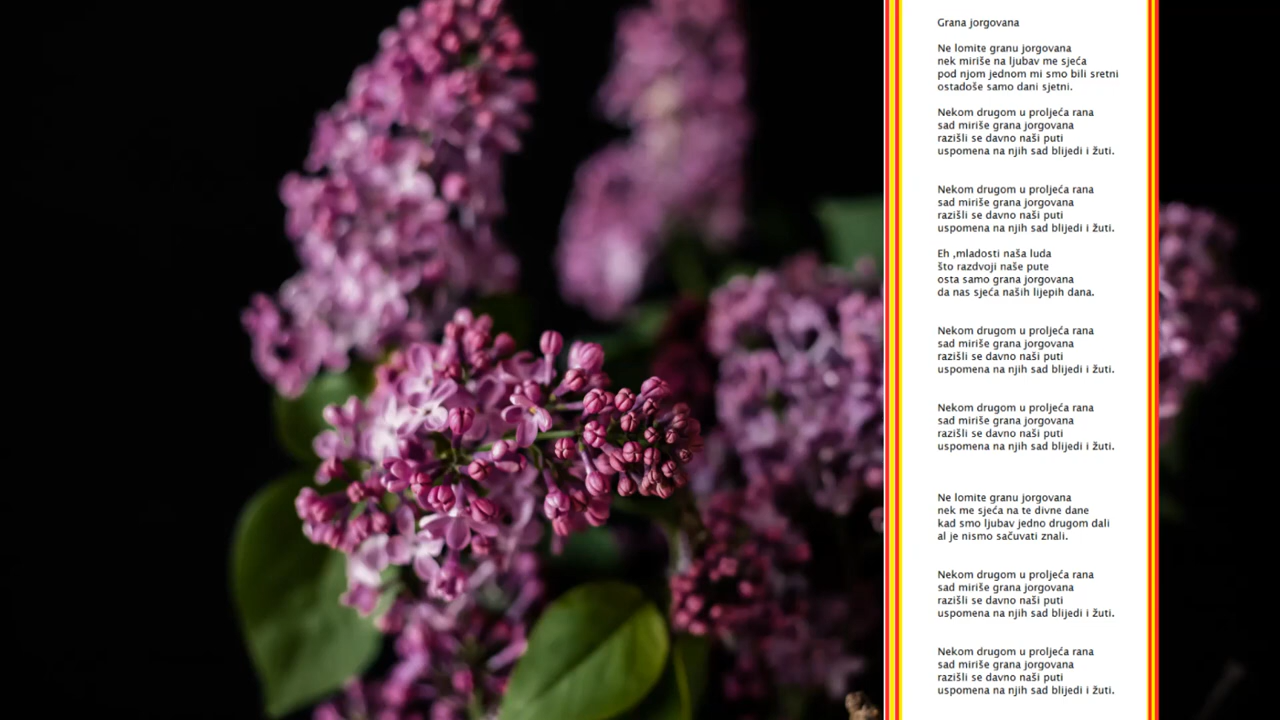 Grana jorgovana
Ne lomite granu jorgovana
nek miriše na ljubav me sjeća
pod njom jednom mi smo bili sretni
ostadoše samo dani sjetni.
Nekom drugom u proljeća rana
sad miriše grana jorgovana
razišli se davno naši puti
uspomena na njih sad blijedi i žuti.
Nekom drugom u proljeća rana
sad miriše grana jorgovana
razišli se davno naši puti
uspomena na njih sad blijedi i žuti.
Eh ,mladosti naša luda
što razdvoji naše pute
osta samo grana jorgovana
da nas sjeća naših lijepih dana.
Nekom drugom u proljeća rana
sad miriše grana jorgovana
razišli se davno naši puti
uspomena na njih sad blijedi i žuti.
Nekom drugom u proljeća rana
sad miriše grana jorgovana
razišli se davno naši puti
uspomena na njih sad blijedi i žuti.
Ne lomite granu jorgovana
nek me sjeća na te divne dane
kad smo ljubav jedno drugom dali
al je nismo sačuvati znali.
Nekom drugom u proljeća rana
sad miriše grana jorgovana
razišli se davno naši puti
uspomena na njih sad blijedi i žuti.
Nekom drugom u proljeća rana
sad miriše grana jorgovana
razišli se davno naši puti
uspomena na njih sad blijedi i žuti.